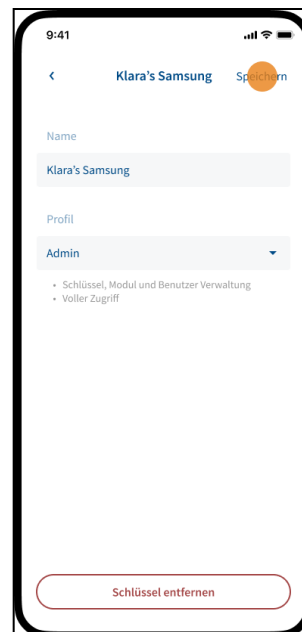 9:41
Klara's Samsung Speichern
Name
Klara's Samsung
Profil
Admin
• Schlüssel, Modul und Benutzer Verwaltung
• Voller Zugriff
Schlüssel entfernen